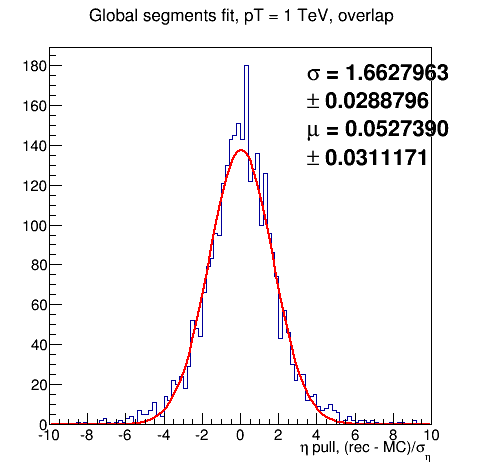 Global segments fit, pT = 1 TeV, overlap
σ = 1.6627963
± 0.0288796
μ = 0.0527390
± 0.0311171
180
160
140
120
100
80
60
40
20
0
-10 -8 -6 -4 -2 0 2 4 6 8 10
η pull, (rec - MC)/σ_η